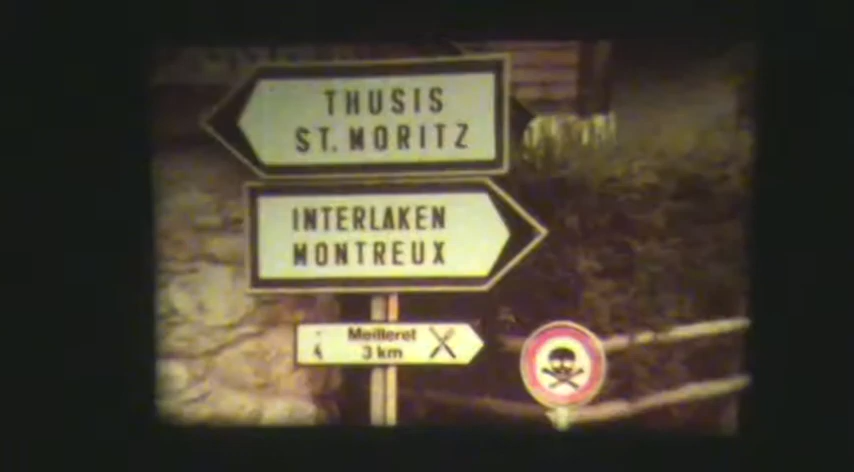 THUSIS
ST. MORITZ
INTERLAKEN
MONTREUX
Meilleret
3 km